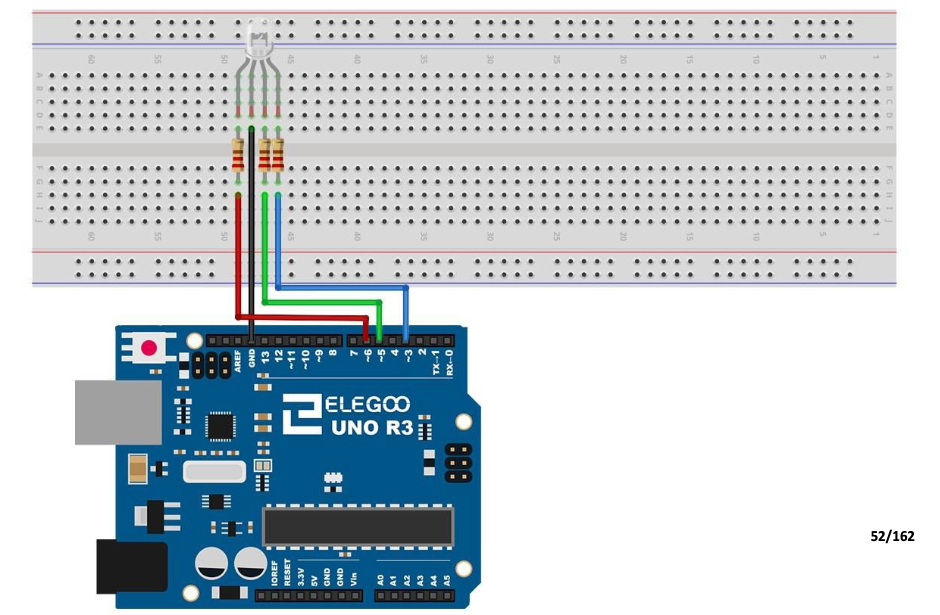 60 55 50 45 40 35 30 25 20 15 10 5 1
A A
B B
C C
D D
E E
F F
G G
H H
I I
J J
60 55 50 45 40 35 30 25 20 15 10 5 1
AREF GND 13 12 ~11 ~10 ~9 8 7 ~6 ~5 4 ~3 2 TX→1 RX←0
ELEGOO
UNO R3
52/162
IOREF RESET 3.3V 5V GND GND Vin A0 A1 A2 A3 A4 A5